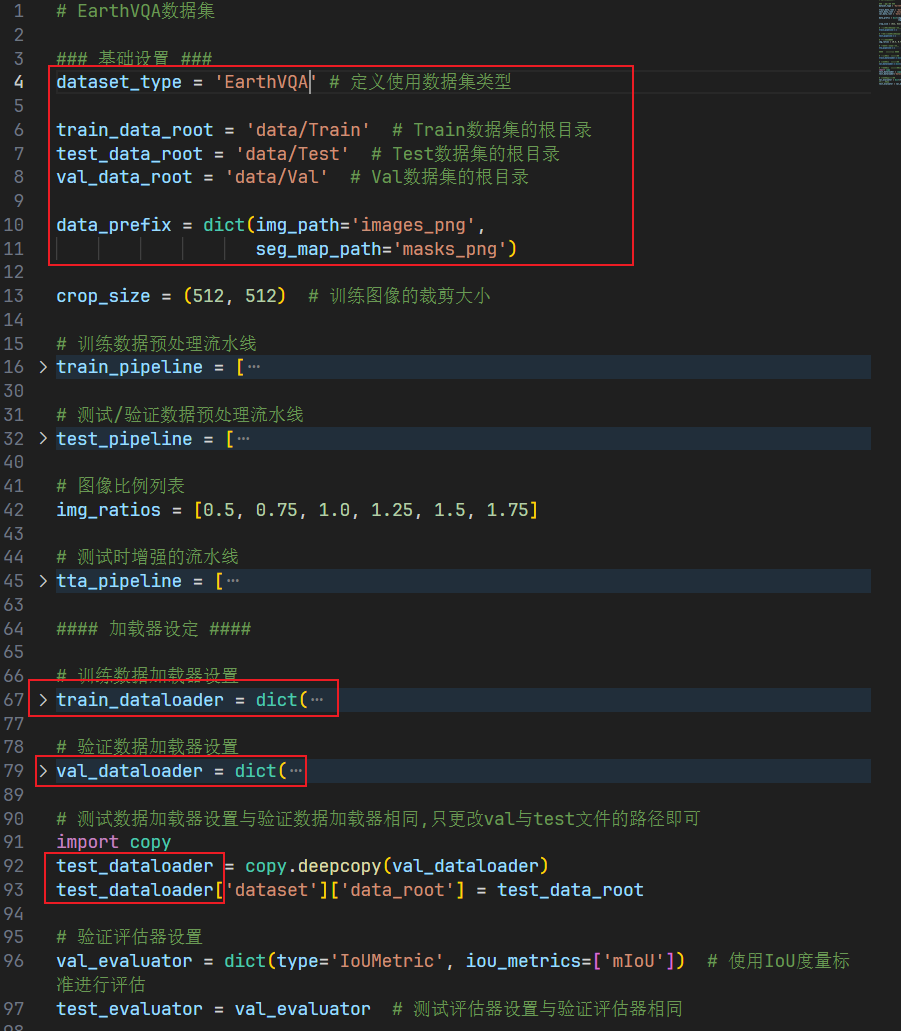 1 # EarthVQA数据集
2
3 ### 基础设置 ###
4 dataset_type = 'EarthVQA' # 定义使用数据集类型
5
6 train_data_root = 'data/Train'  # Train数据集的根目录
7 test_data_root = 'data/Test'  # Test数据集的根目录
8 val_data_root = 'data/Val'  # Val数据集的根目录
9
10 data_prefix = dict(img_path='images_png',
11                    seg_map_path='masks_png')
12
13 crop_size = (512, 512)  # 训练图像的裁剪大小
14
15 # 训练数据预处理流水线
16 > train_pipeline = [···
30
31 # 测试/验证数据预处理流水线
32 > test_pipeline = [···
40
41 # 图像比例列表
42 img_ratios = [0.5, 0.75, 1.0, 1.25, 1.5, 1.75]
43
44 # 测试时增强的流水线
45 > tta_pipeline = [···
63
64 #### 加载器设定 ####
65
66 # 训练数据加载器设置
67 > train_dataloader = dict(···
77
78 # 验证数据加载器设置
79 > val_dataloader = dict(···
89
90 # 测试数据加载器设置与验证数据加载器相同,只更改val与test文件的路径即可
91 import copy
92 test_dataloader = copy.deepcopy(val_dataloader)
93 test_dataloader['dataset']['data_root'] = test_data_root
94
95 # 验证评估器设置
96 val_evaluator = dict(type='IoUMetric', iou_metrics=['mIoU'])  # 使用IoU度量标
准进行评估
97 test_evaluator = val_evaluator  # 测试评估器设置与验证评估器相同
98